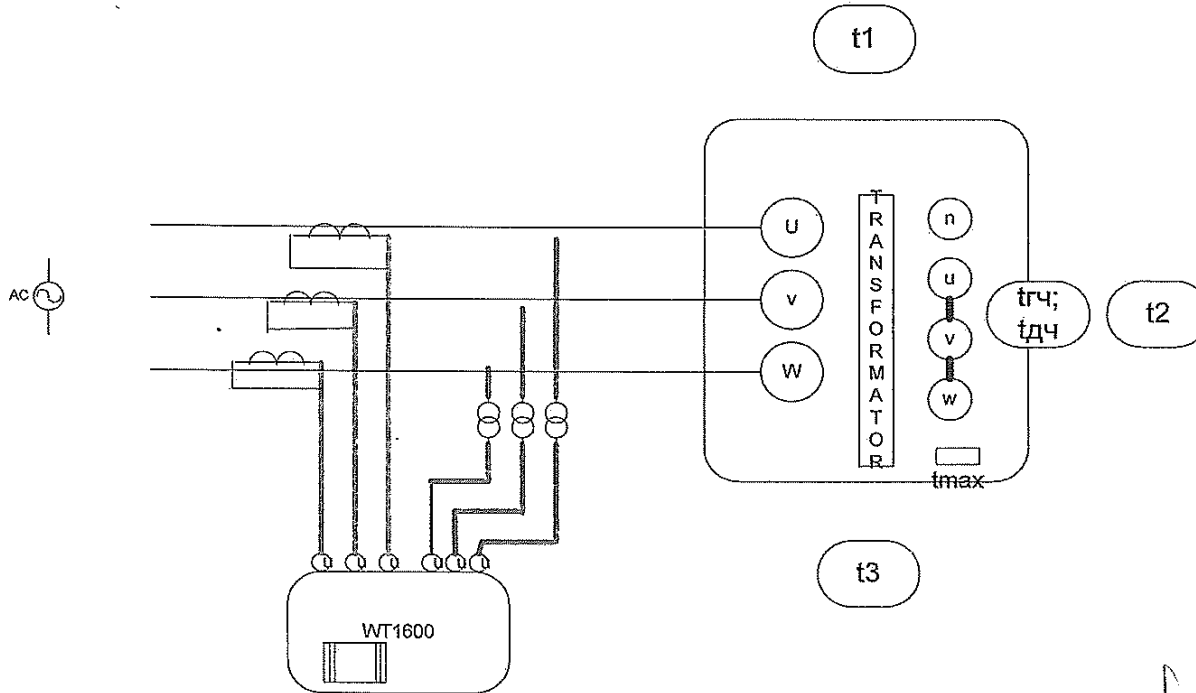 t1
U
n
TRANSFORMATOR
u
AC
v
tгч;
tдч
t2
v
W
w
tmax
t3
u
u
u
u
u
u
WT1600